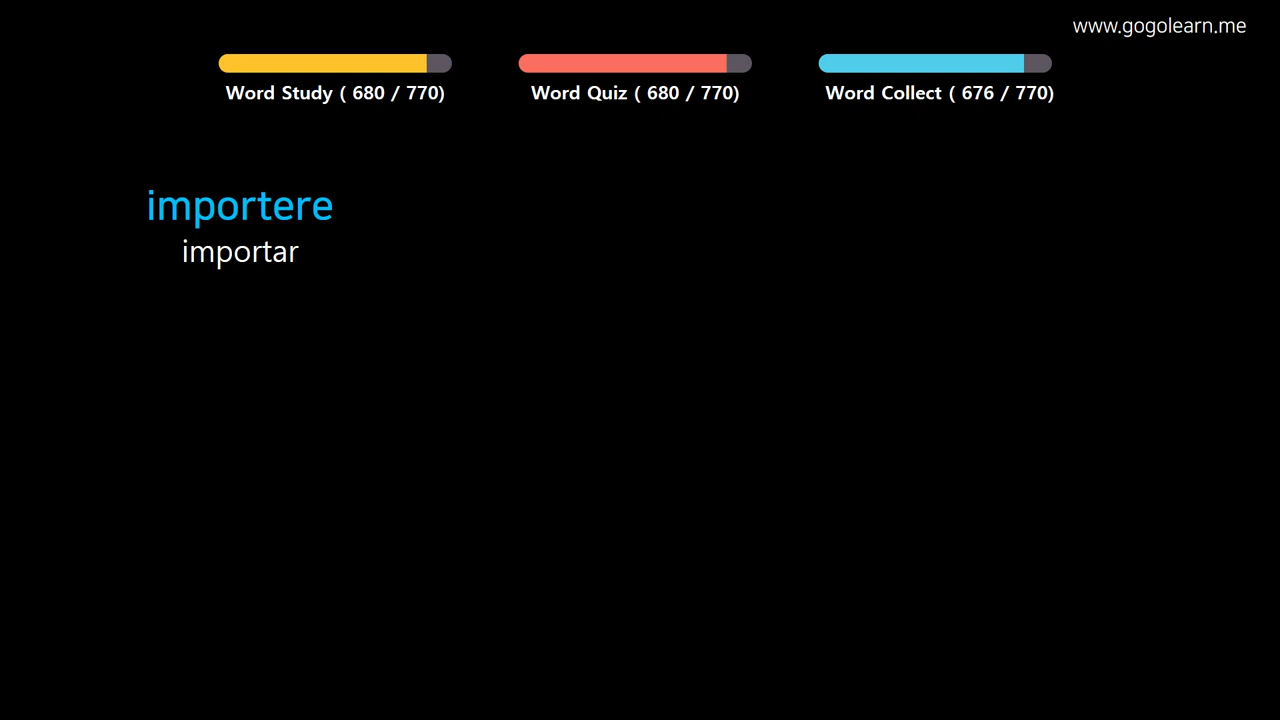 www.gogolearn.me
Word Study ( 680 / 770)
Word Quiz ( 680 / 770)
Word Collect ( 676 / 770)
importere
importar